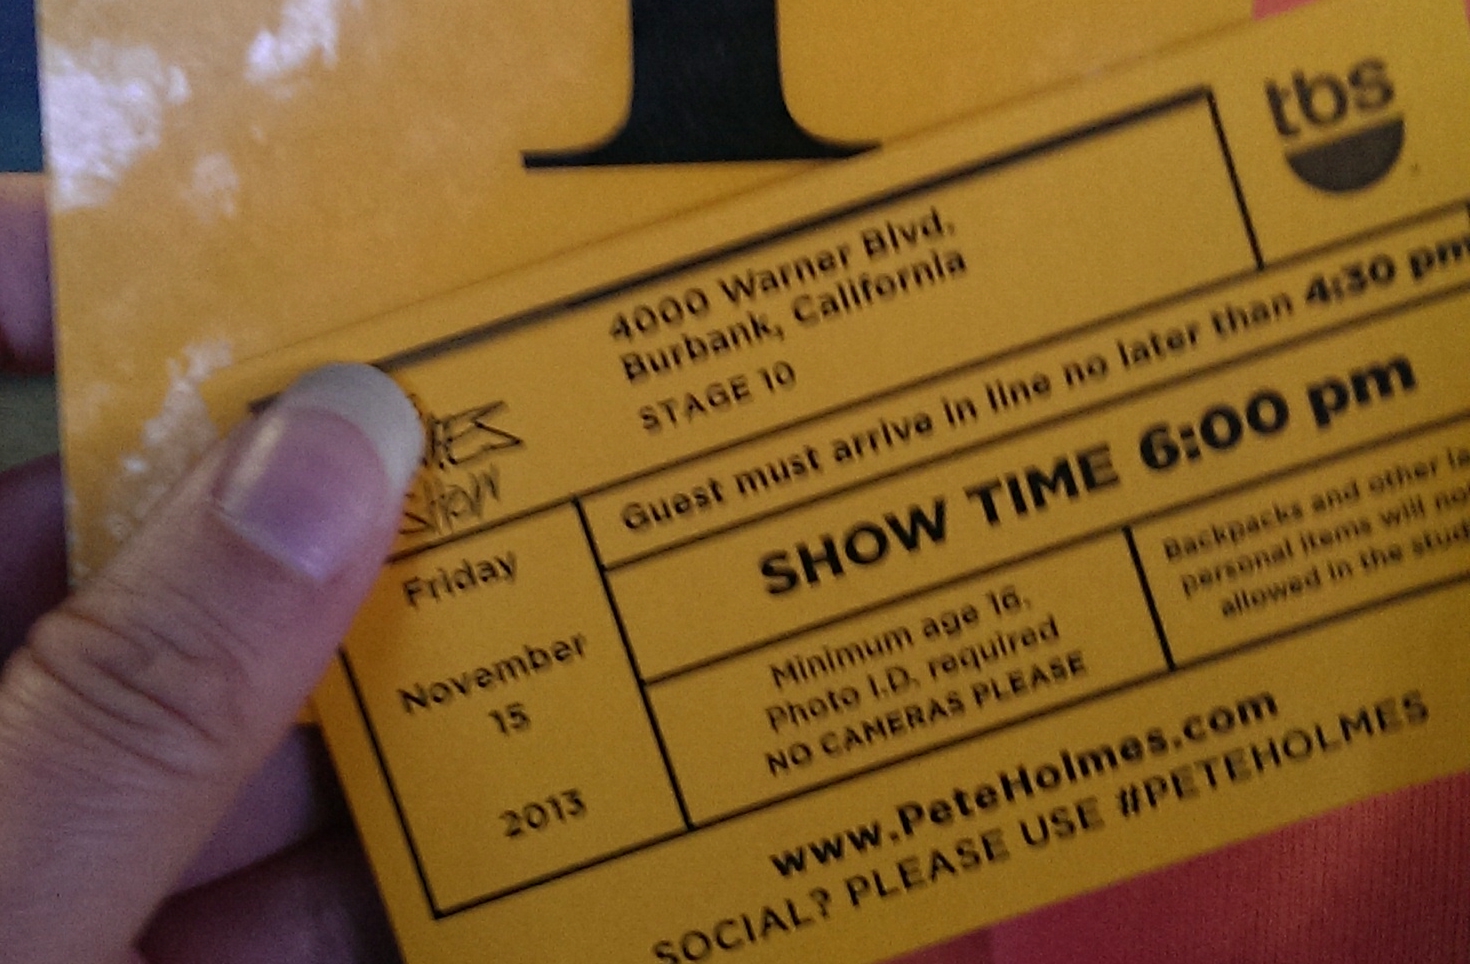 tbs
4000 Warner Blvd.
Burbank, California
STAGE 10
Show
Guest must arrive in line no later than 4:30 pm
SHOW TIME 6:00 pm
Friday
November
15
2013
Minimum age 16.
Photo I.D. required
NO CAMERAS PLEASE
Backpacks and other
personal items will
allowed in the
www.PeteHolmes.com
SOCIAL? PLEASE USE #PETEHOLMES